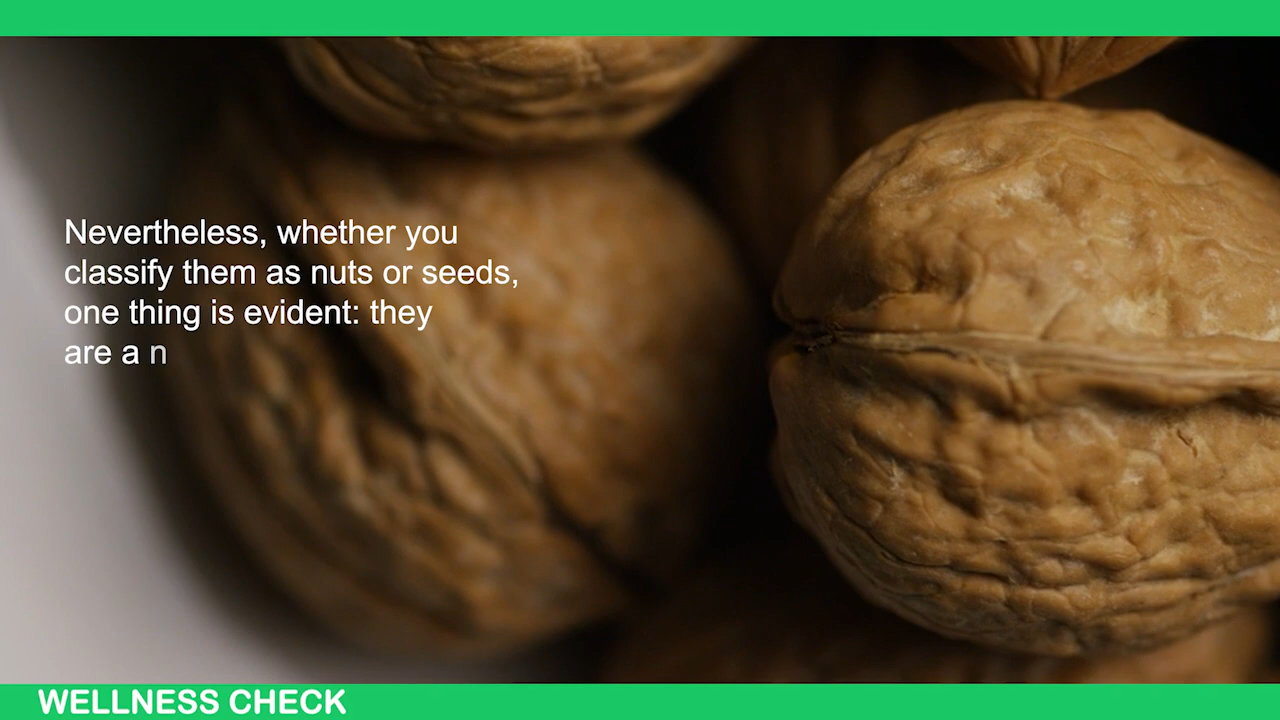 Nevertheless, whether you
classify them as nuts or seeds,
one thing is evident: they
are a n
WELLNESS CHECK